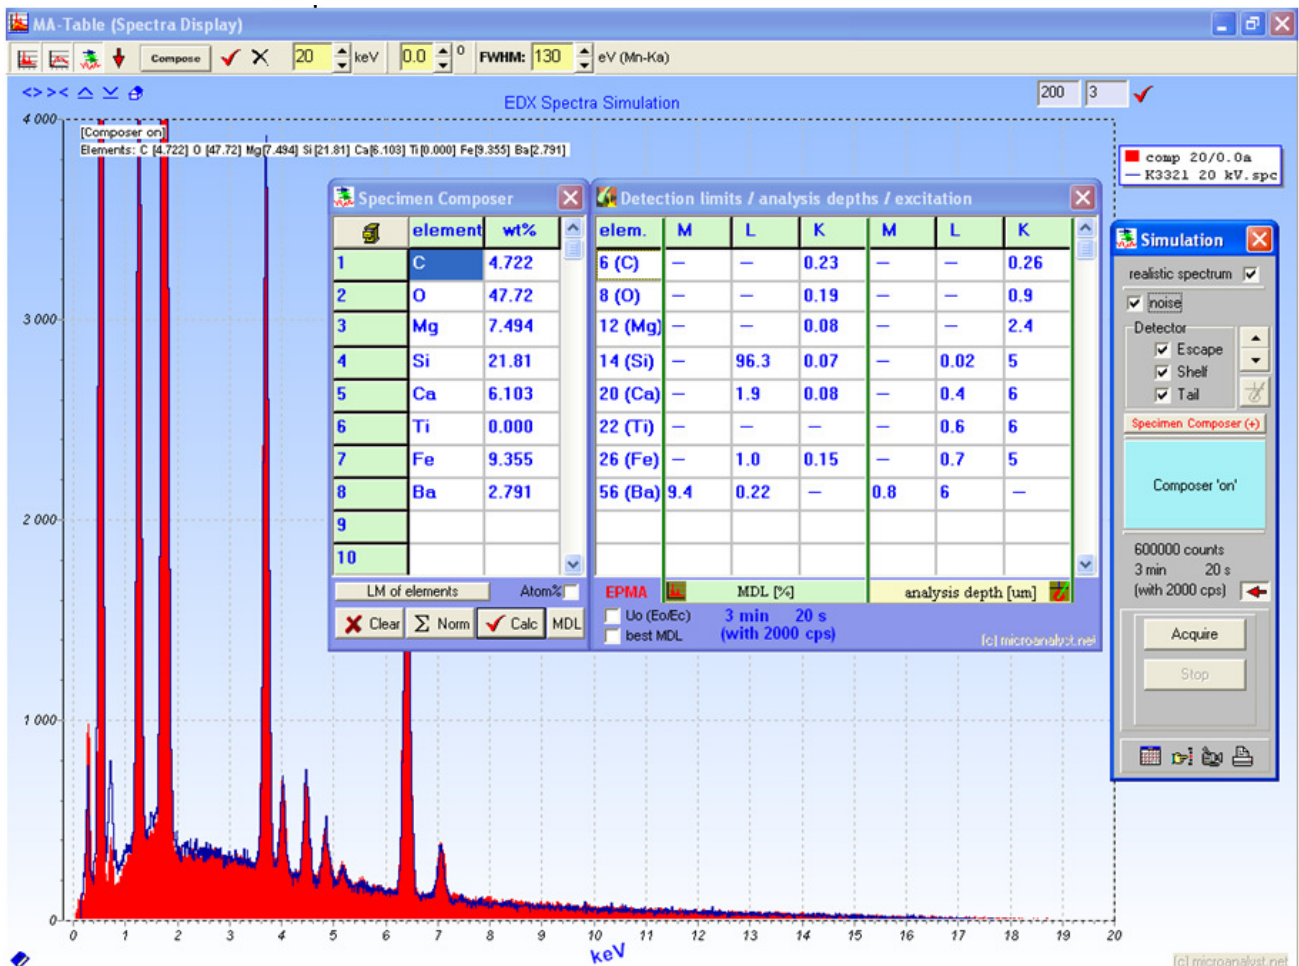 MA-Table (Spectra Display)
Compose 20 keV 0.0 ° FWHM: 130 eV (Mn-Ka)
<> ><
EDX Spectra Simulation
200 3
4 000
[Composer on]
Elements: C [4.722] O [47.72] Mg[7.494] Si[21.81] Ca[6.103] Ti[0.000] Fe[9.355] Ba[2.791]
comp 20/0.0a
K3321 20 kV.spc
Specimen Composer
element wt%
1 C 4.722
2 O 47.72
3 Mg 7.494
4 Si 21.81
5 Ca 6.103
6 Ti 0.000
7 Fe 9.355
8 Ba 2.791
9
10
LM of elements Atom%
Clear Σ Norm Calc MDL
Detection limits / analysis depths / excitation
elem. M L K M L K
6 (C) — — 0.23 — — 0.26
8 (O) — — 0.19 — — 0.9
12 (Mg) — — 0.08 — — 2.4
14 (Si) — 96.3 0.07 — 0.02 5
20 (Ca) — 1.9 0.08 — 0.4 6
22 (Ti) — — — — 0.6 6
26 (Fe) — 1.0 0.15 — 0.7 5
56 (Ba) 9.4 0.22 — 0.8 6 —
EPMA MDL [%] analysis depth [um]
Uo (Eo/Ec) 3 min 20 s
best MDL (with 2000 cps)
(c) microanalyst.net
Simulation
realistic spectrum
noise
Detector
Escape
Shelf
Tail
Specimen Composer (+)
Composer 'on'
600000 counts
3 min 20 s
(with 2000 cps)
Acquire
Stop
3 000
2 000
1 000
0
0 1 2 3 4 5 6 7 8 9 10 11 12 13 14 15 16 17 18 19 20
keV
(c) microanalyst.net